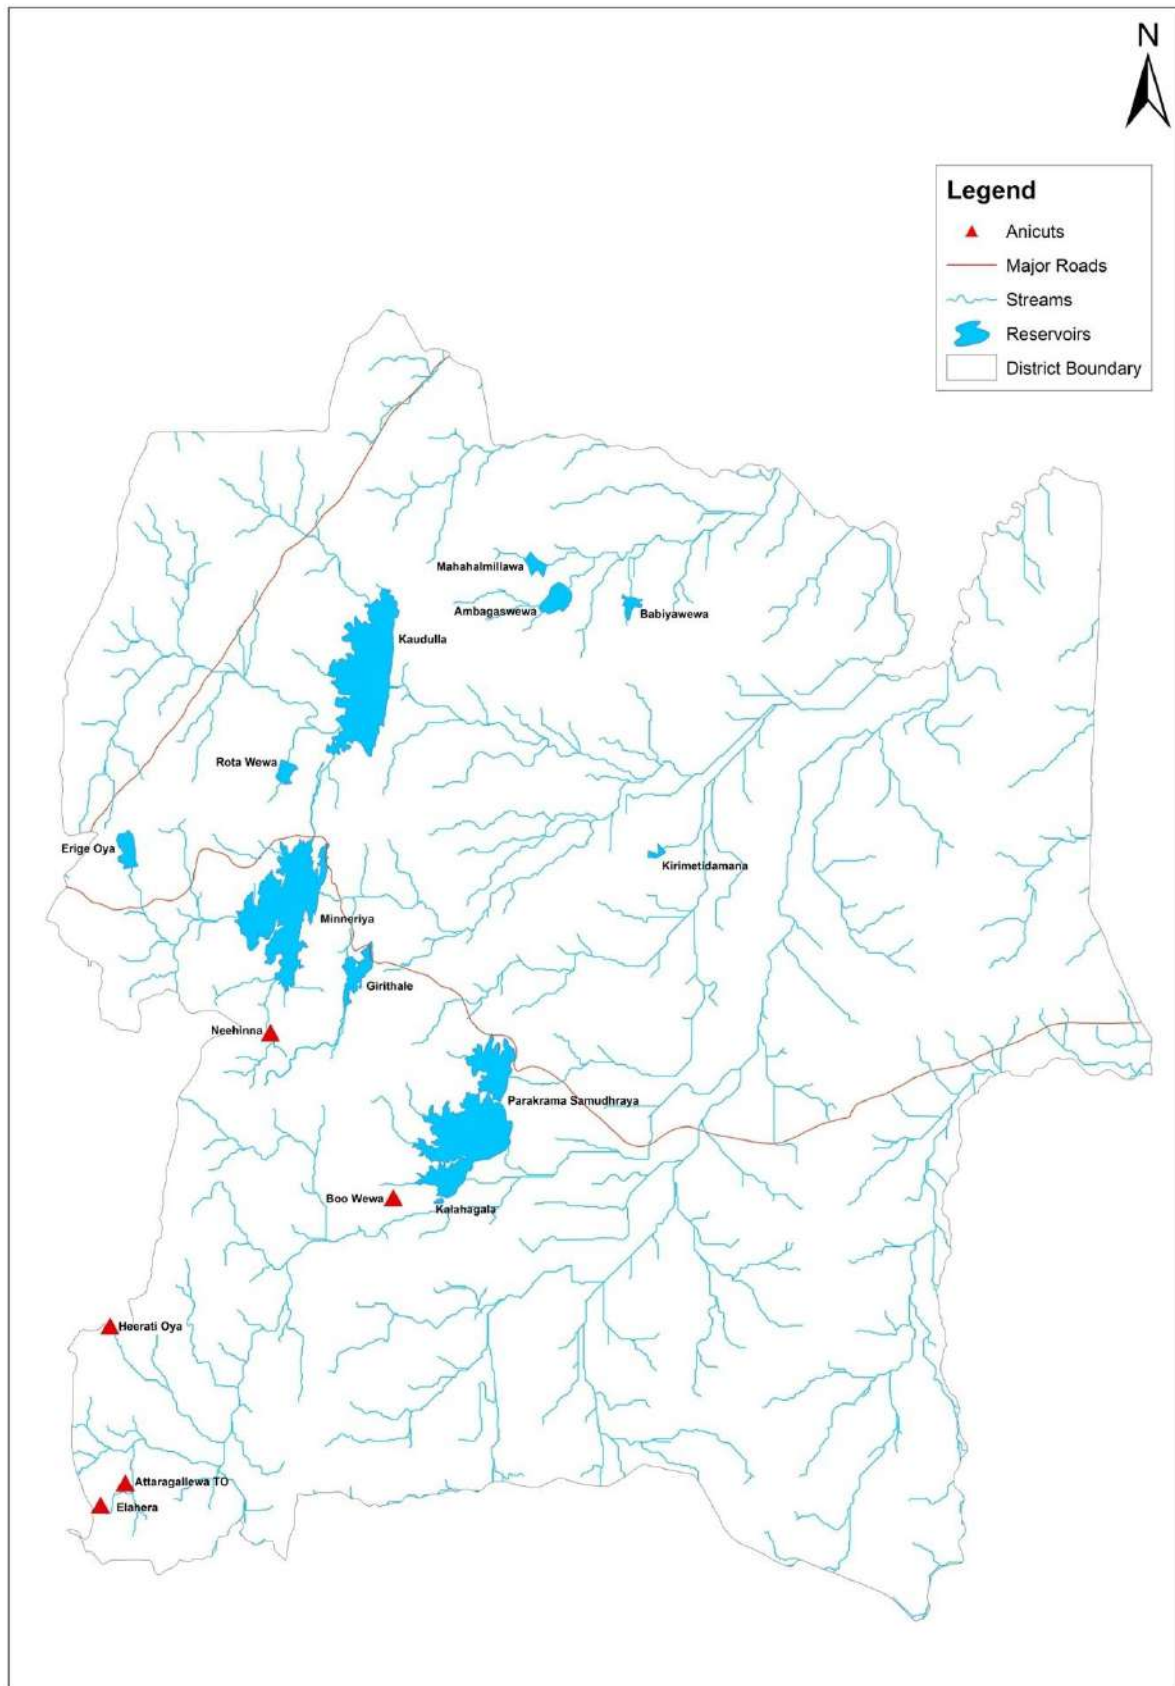 N
Legend
Anicuts
Major Roads
Streams
Reservoirs
District Boundary
Mahahalmillawa
Ambagaswewa
Babiyawewa
Kaudulla
Rota Wewa
Erige Oya
Kirimetidamana
Minneriya
Girithale
Neehinna
Parakrama Samudhraya
Boo Wewa
Kalahagala
Heerati Oya
Attaragallewa TO
Elahera